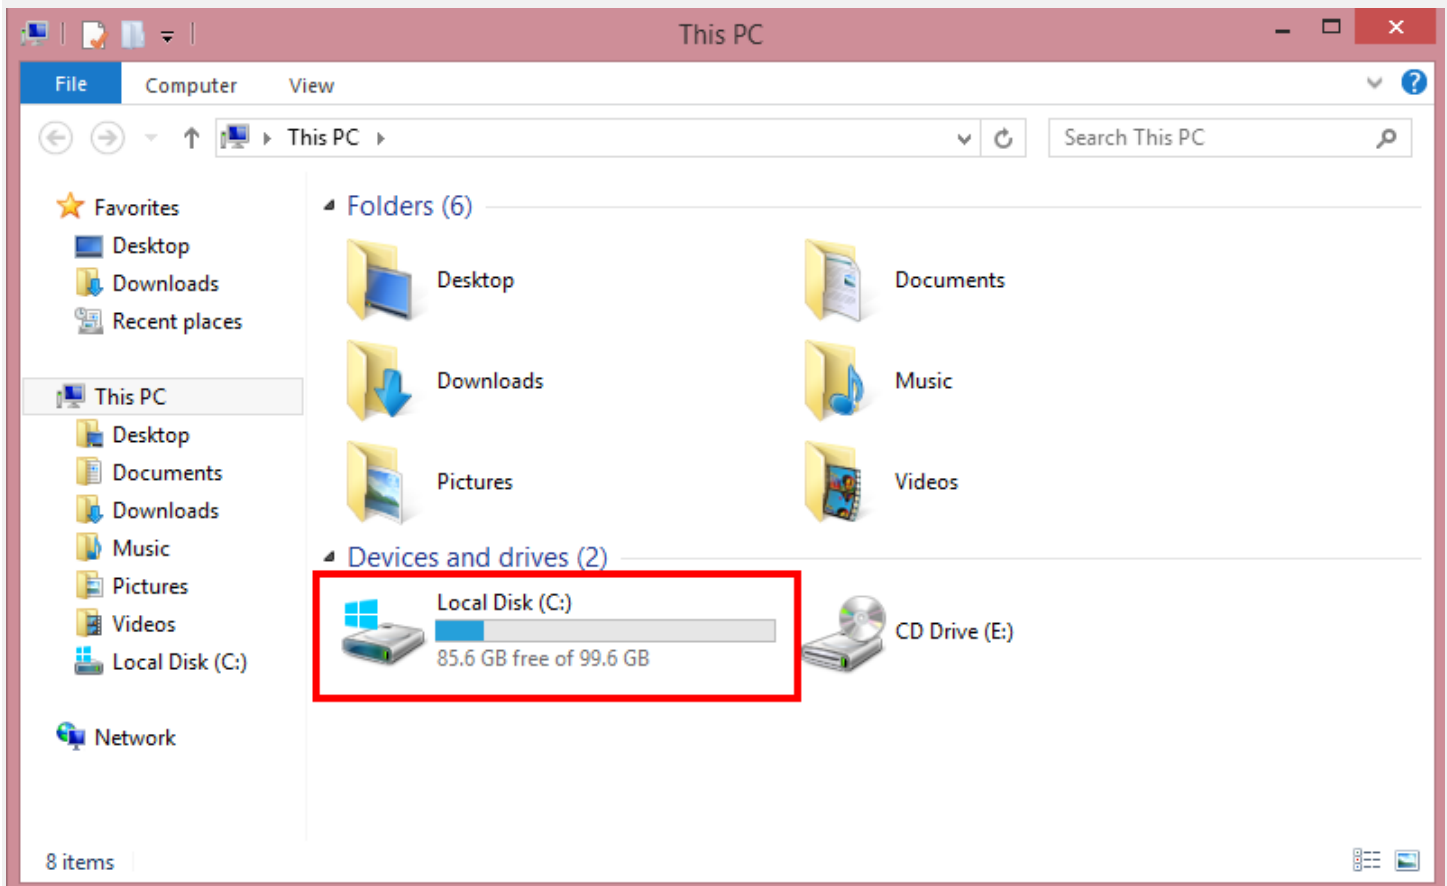 This PC
File Computer View
This PC
Search This PC
Favorites
Desktop
Downloads
Recent places
This PC
Desktop
Documents
Downloads
Music
Pictures
Videos
Local Disk (C:)
Network
Folders (6)
Desktop
Documents
Downloads
Music
Pictures
Videos
Devices and drives (2)
Local Disk (C:)
85.6 GB free of 99.6 GB
CD Drive (E:)
8 items